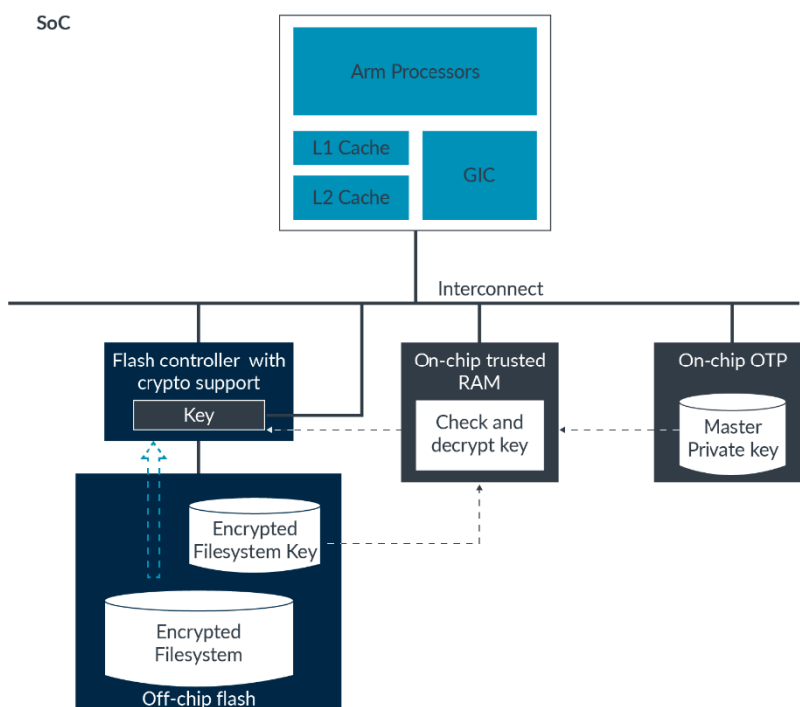 SoC
Arm Processors
L1 Cache
L2 Cache
GIC
Interconnect
Flash controller with
crypto support
Key
On-chip trusted
RAM
Check and
decrypt key
On-chip OTP
Master
Private key
Encrypted
Filesystem Key
Encrypted
Filesystem
Off-chip flash